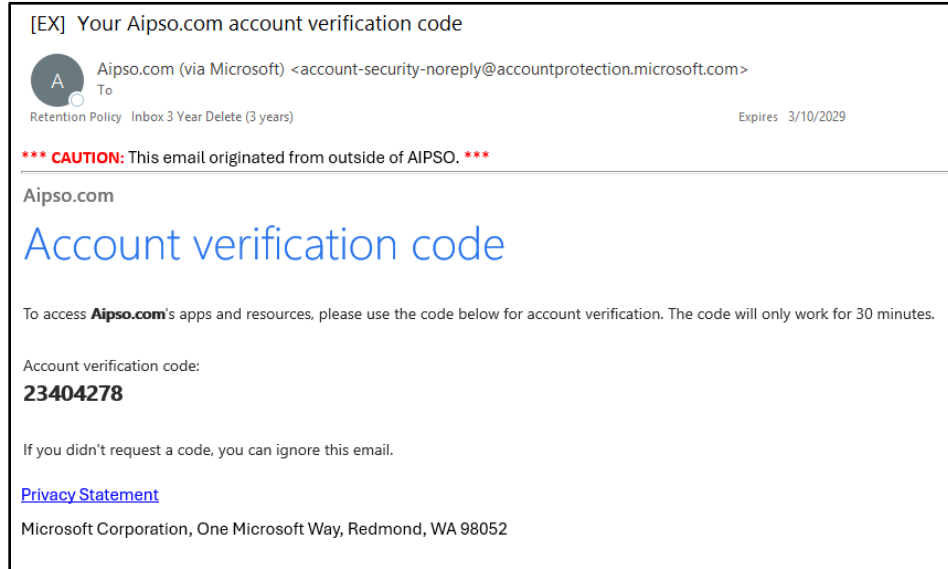 [EX] Your Aipso.com account verification code
A
Aipso.com (via Microsoft) <account-security-noreply@accountprotection.microsoft.com>
To
Retention Policy Inbox 3 Year Delete (3 years) Expires 3/10/2029
*** CAUTION: This email originated from outside of AIPSO. ***
Aipso.com
Account verification code
To access Aipso.com's apps and resources, please use the code below for account verification. The code will only work for 30 minutes.
Account verification code:
23404278
If you didn't request a code, you can ignore this email.
Privacy Statement
Microsoft Corporation, One Microsoft Way, Redmond, WA 98052